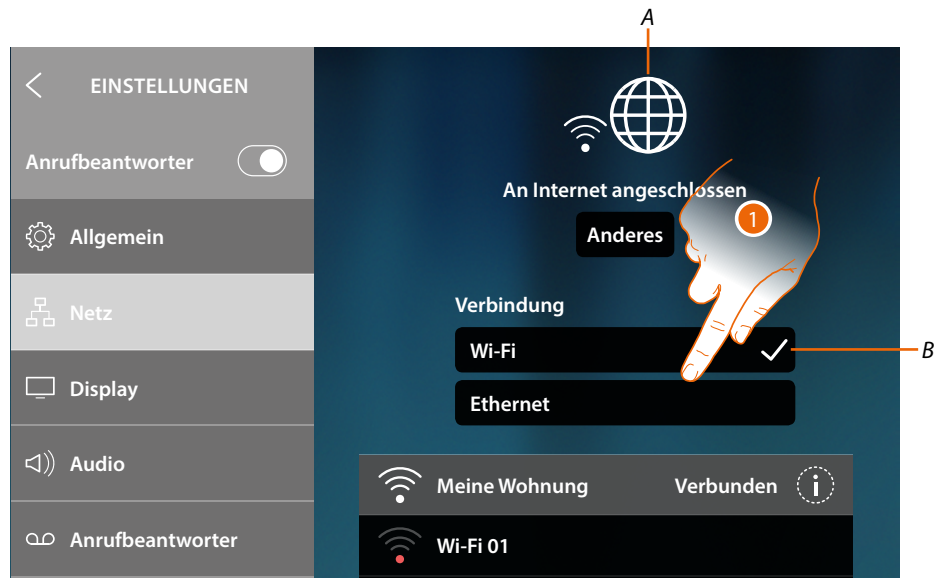 A
EINSTELLUNGEN
Anrufbeantworter
Allgemein
Netz
Display
Audio
Anrufbeantworter
An Internet angeschlossen
1
Anderes
Verbindung
Wi-Fi
B
Ethernet
Meine Wohnung Verbunden i
Wi-Fi 01